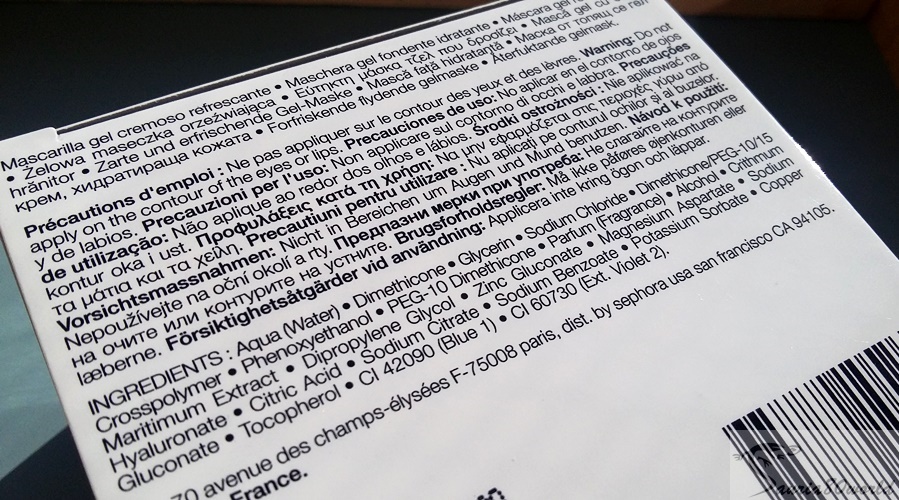 Mascarilla gel cremoso refrescante • Maschera gel fondente idratante • Máscara gel
• Żelowa maseczka orzeźwiająca • Εύτηκτη μάσκα τζελ που δροσίζει • Mască gel cu
hrănitor • Zarte und erfrischende Gel-Maske • Mască față hidratantă • Маска от топящ се гел
крем, хидратираща кожата • Forfriskende flydende gelmaske • Återfuktande gelmask.
Précautions d'emploi : Ne pas appliquer sur le contour des yeux et des lèvres. Warning: Do not
apply on the contour of the eyes or lips. Precauciones de uso: No aplicar en el contorno de ojos
y de labios. Precauzioni per l'uso: Non applicare sul contorno di occhi e labbra. Precauções
de utilização: Não aplique ao redor dos olhos e lábios. Środki ostrożności : Nie aplikować na
kontur oka i ust. Προφυλάξεις κατά τη χρήση: Να μην εφαρμόζεται στις περιοχές γύρω από
τα μάτια και τα χείλη. Precautiuni pentru utilizare : Nu aplicați pe conturul ochilor și al buzelor.
Vorsichtsmassnahmen: Nicht in Bereichen um Augen und Mund benutzen. Návod k použití:
Nepoužívejte na oční okolí a rty. Предпазни мерки при употреба: Не слагайте на контурите
на очите или контурите на устните. Brugsforholdsregler: Må ikke påføres øjenkonturen eller
læberne. Försiktighetsåtgärder vid användning: Applicera inte kring ögon och läppar.
INGREDIENTS : Aqua (Water) • Dimethicone • Glycerin • Sodium Chloride • Dimethicone/PEG-10/15
Crosspolymer • Phenoxyethanol • PEG-10 Dimethicone • Parfum (Fragrance) • Alcohol • Crithmum
Maritimum Extract • Dipropylene Glycol • Zinc Gluconate • Magnesium Aspartate • Sodium
Hyaluronate • Citric Acid • Sodium Citrate • Sodium Benzoate • Potassium Sorbate • Copper
Gluconate • Tocopherol • CI 42090 (Blue 1) • CI 60730 (Ext. Violet 2).
70 avenue des champs-élysées F-75008 paris, dist. by sephora usa san francisco CA 94105.
France.